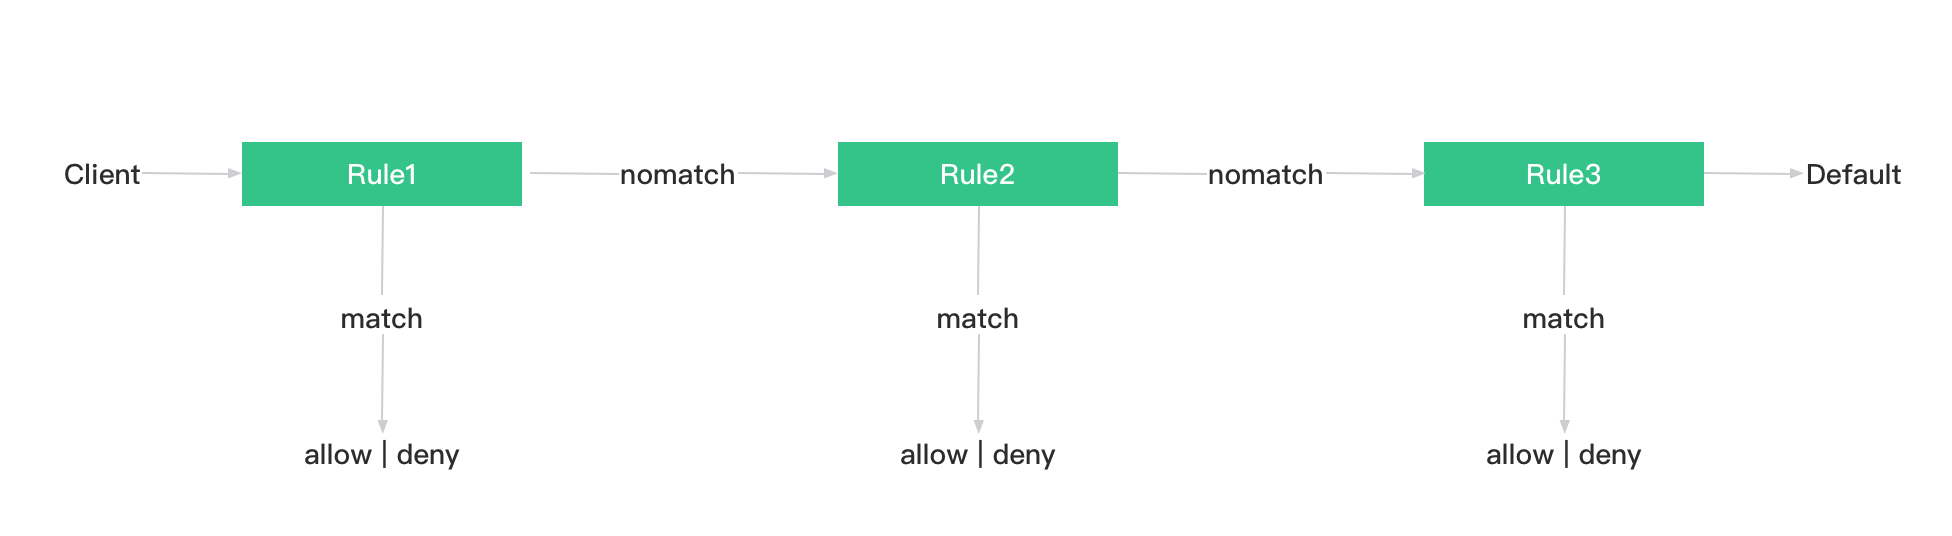 Client Rule1 nomatch Rule2 nomatch Rule3 Default
match match match
allow | deny allow | deny allow | deny